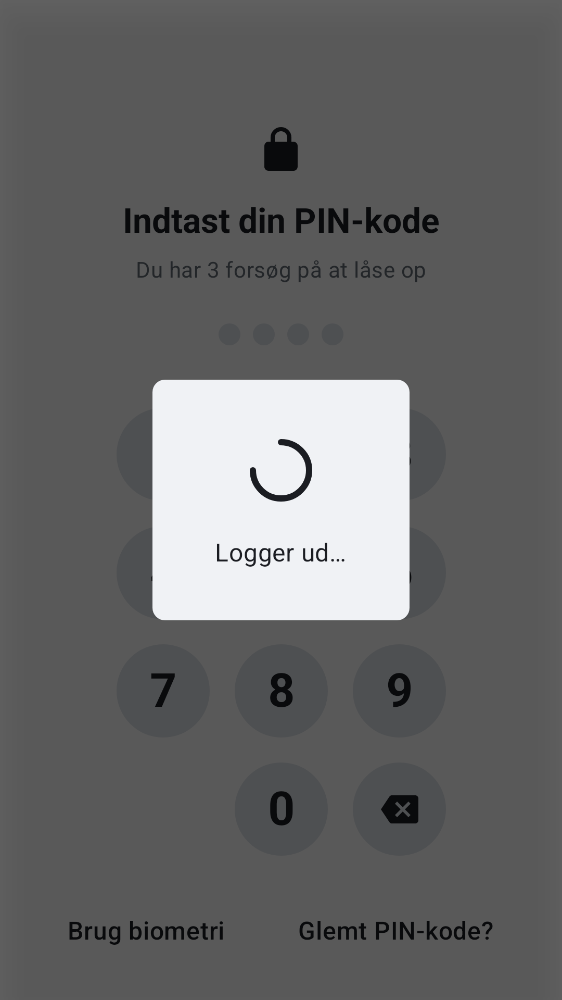 Indtast din PIN-kode
Du har 3 forsøg på at låse op
Logger ud...
7 8 9
0
Brug biometri Glemt PIN-kode?